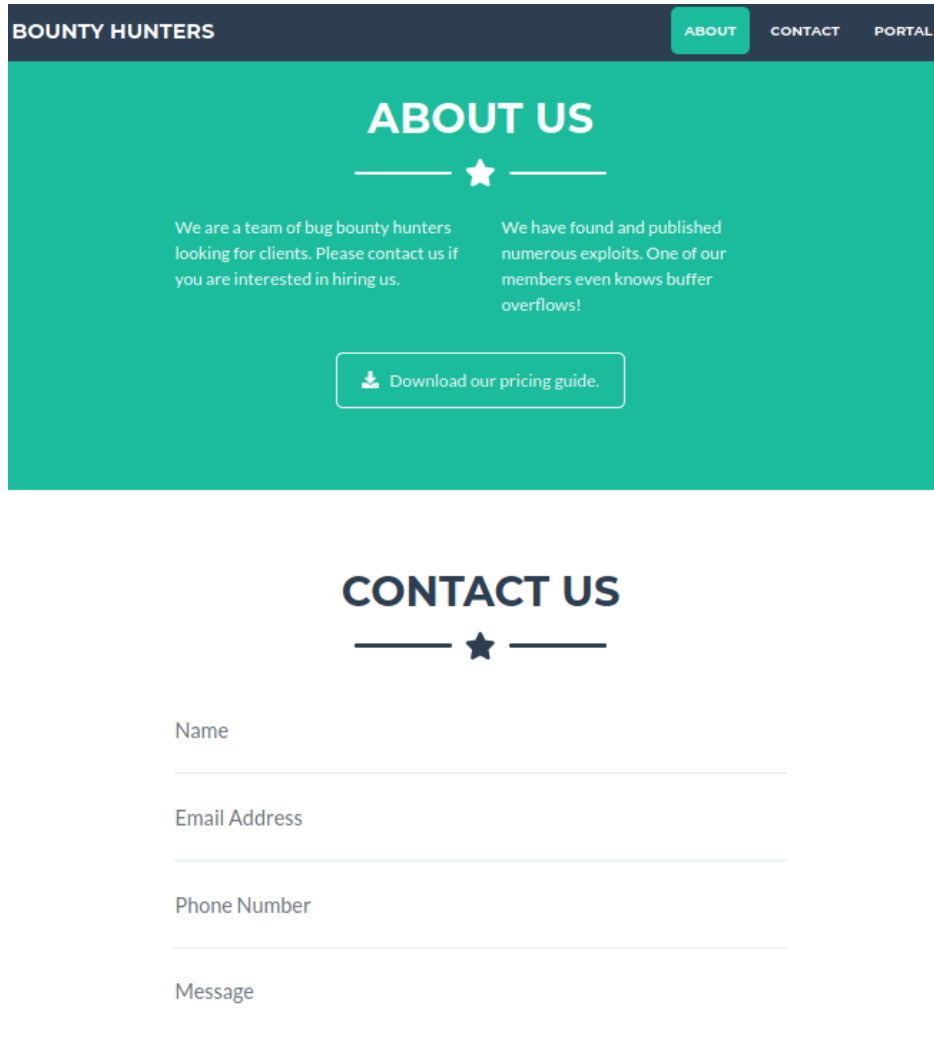 BOUNTY HUNTERS ABOUT CONTACT PORTAL
ABOUT US
We are a team of bug bounty hunters
looking for clients. Please contact us if
you are interested in hiring us.
We have found and published
numerous exploits. One of our
members even knows buffer
overflows!
Download our pricing guide.
CONTACT US
Name
Email Address
Phone Number
Message